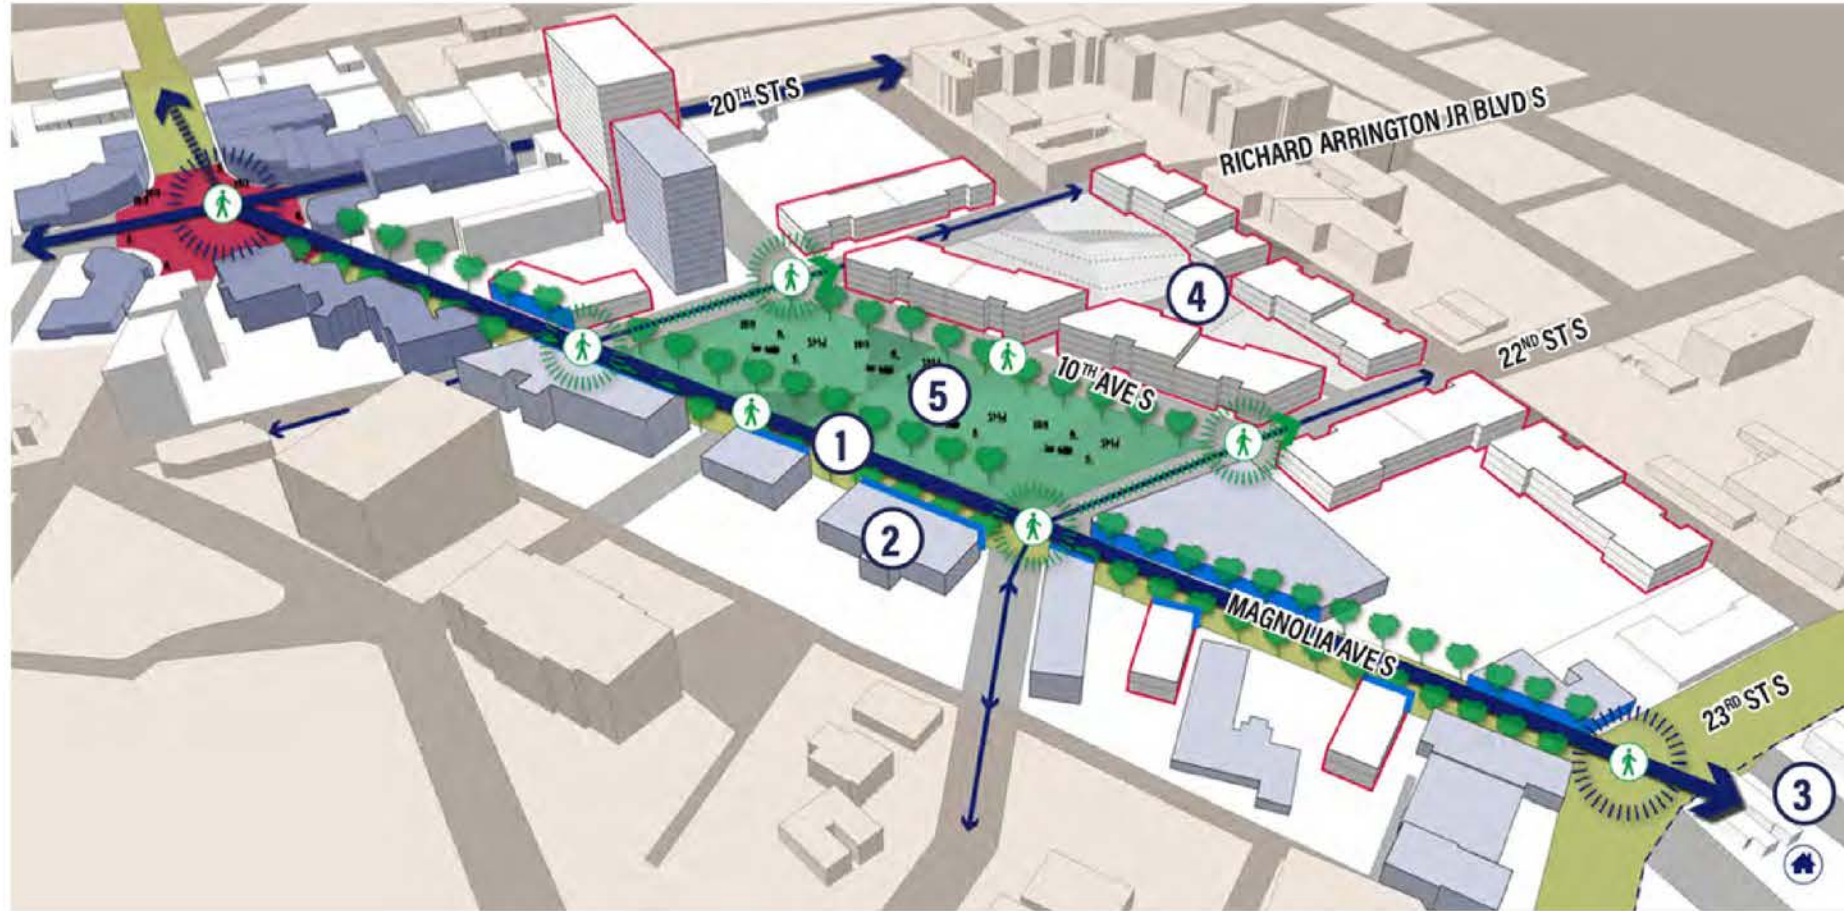 20TH ST S
RICHARD ARRINGTON JR BLVD S
4
22ND ST S
10TH AVE S
5
1
2
MAGNOLIA AVE S
23RD ST S
3